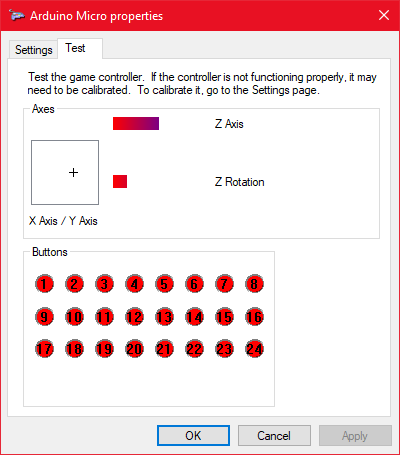 Arduino Micro properties
Settings Test
Test the game controller. If the controller is not functioning properly, it may
need to be calibrated. To calibrate it, go to the Settings page.
Axes
Z Axis
Z Rotation
X Axis / Y Axis
Buttons
1 2 3 4 5 6 7 8
9 10 11 12 13 14 15 16
17 18 19 20 21 22 23 24
OK Cancel Apply